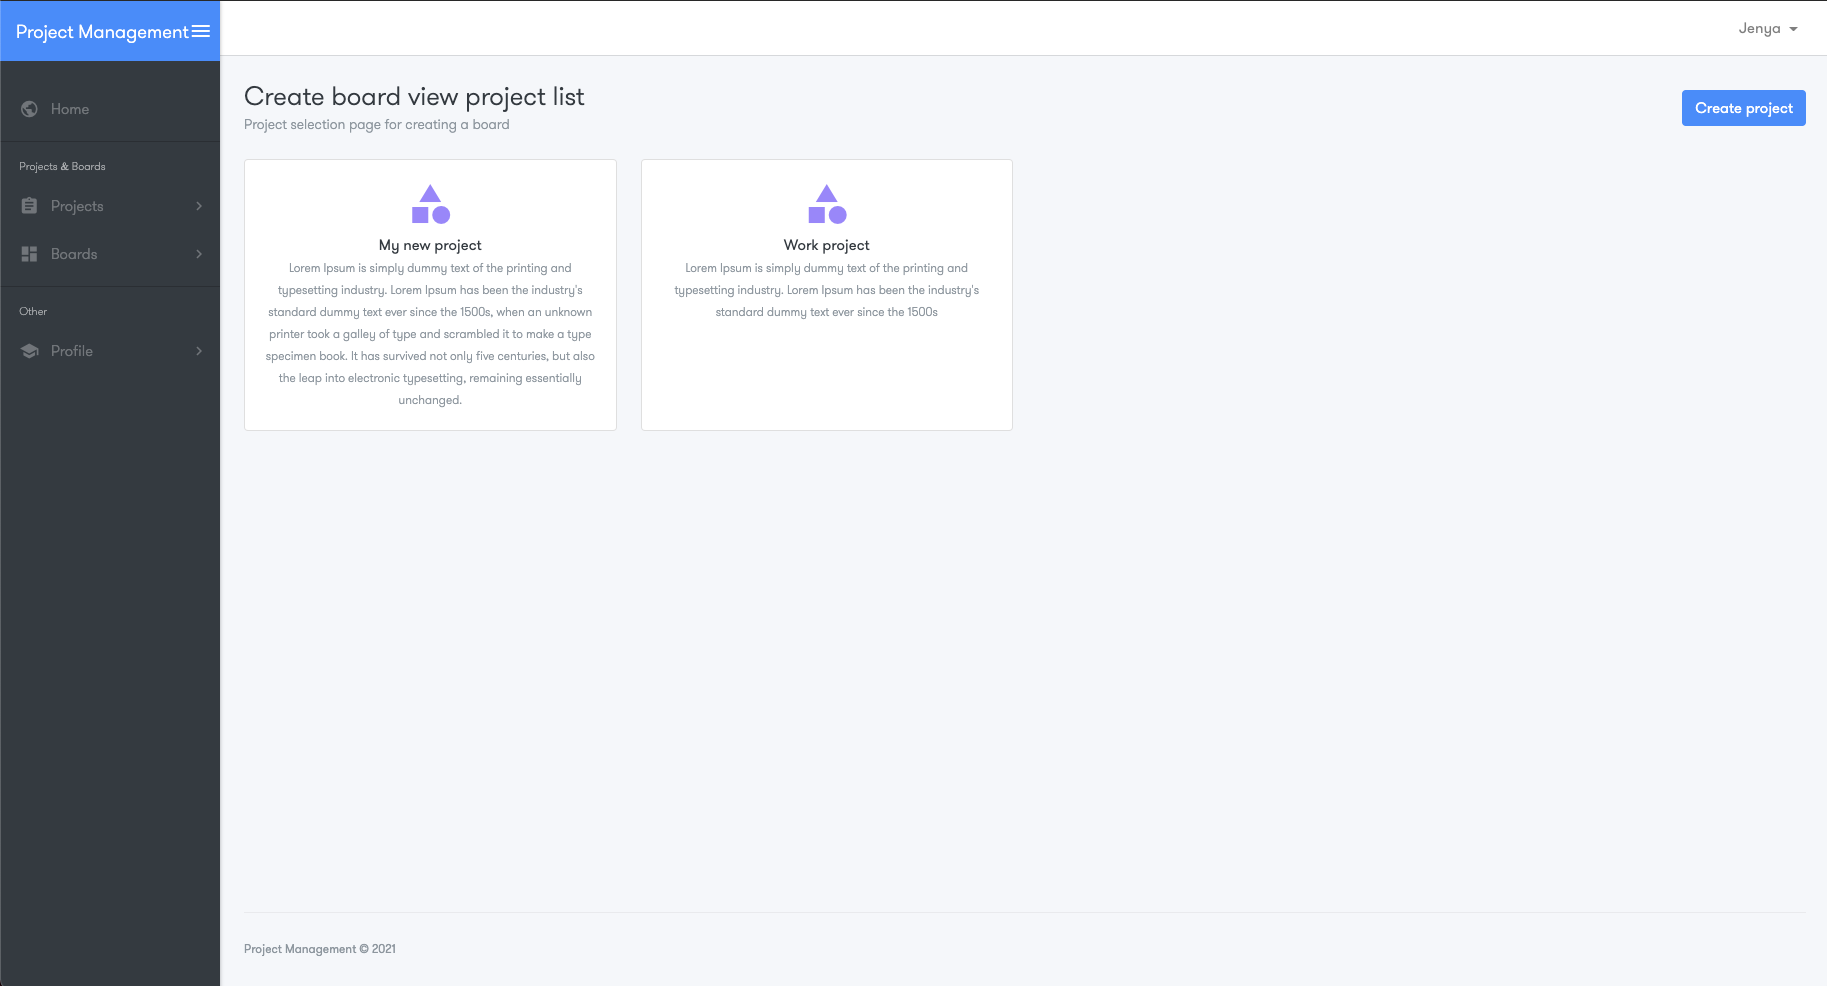 Project Management
Jenya
Home
Projects & Boards
Projects
Boards
Other
Profile
Create board view project list
Project selection page for creating a board
Create project
My new project
Lorem Ipsum is simply dummy text of the printing and
typesetting industry. Lorem Ipsum has been the industry's
standard dummy text ever since the 1500s, when an unknown
printer took a galley of type and scrambled it to make a type
specimen book. It has survived not only five centuries, but also
the leap into electronic typesetting, remaining essentially
unchanged.
Work project
Lorem Ipsum is simply dummy text of the printing and
typesetting industry. Lorem Ipsum has been the industry's
standard dummy text ever since the 1500s
Project Management © 2021